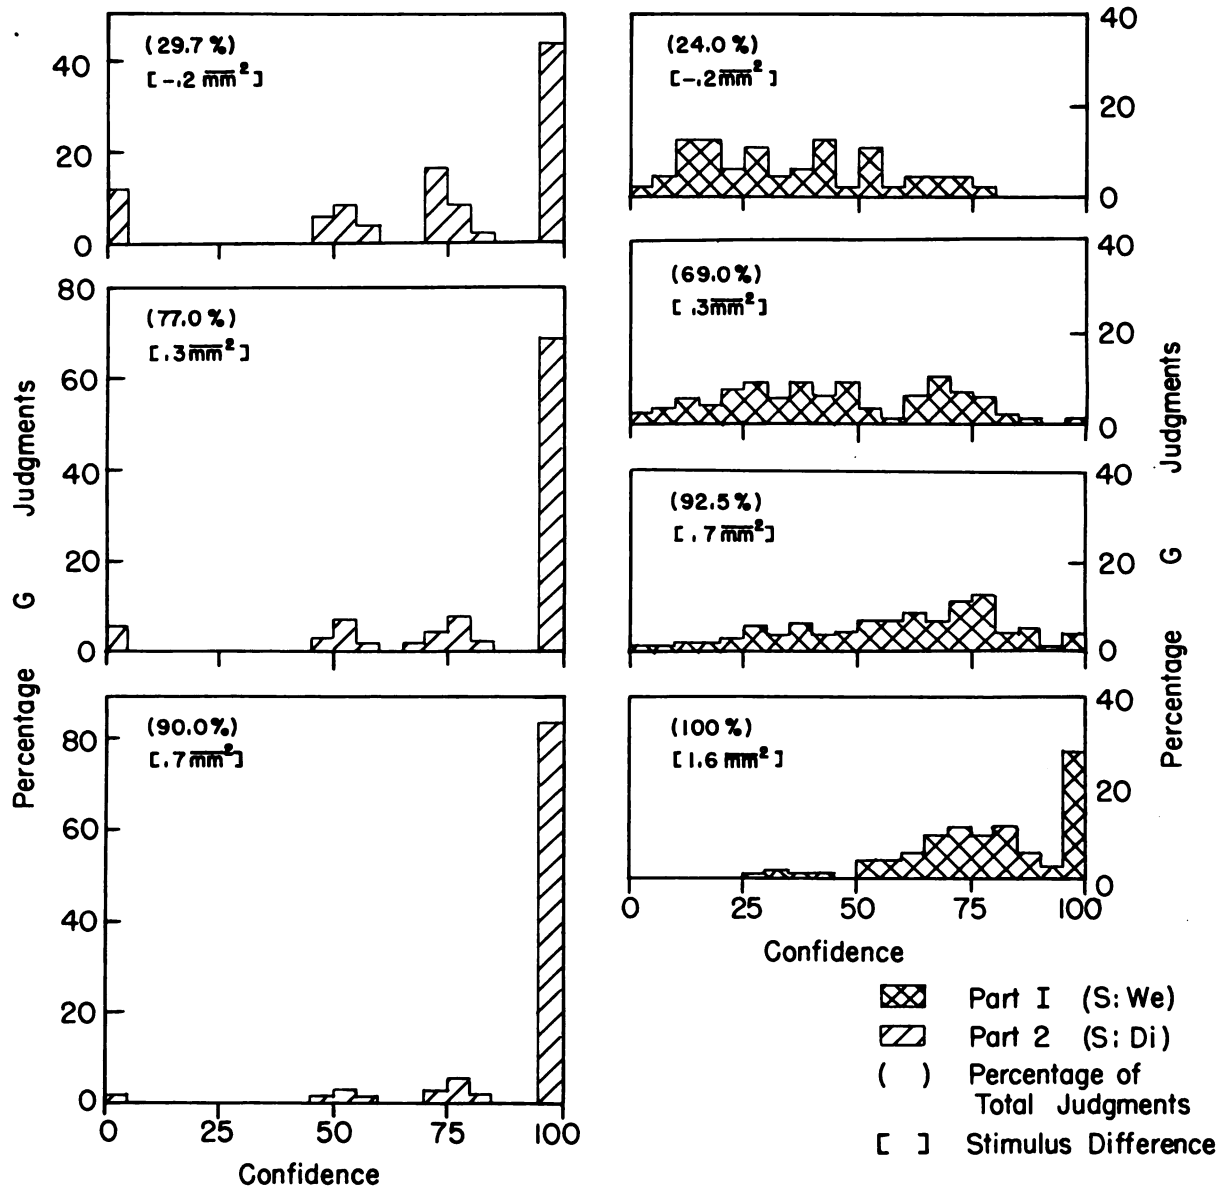 (29.7%)
[-.2 mm²]
40
20
0
(77.0%)
[.3 mm²]
80
60
40
20
0
(90.0%)
[.7 mm²]
80
60
40
20
0
0 25 50 75 100
Confidence
Percentage G Judgments
(24.0%)
[-.2 mm²]
40
20
0
(69.0%)
[.3 mm²]
40
20
0
(92.5%)
[.7 mm²]
40
20
0
(100%)
[1.6 mm²]
40
20
0
0 25 50 75 100
Confidence
Percentage G Judgments
Part I (S: We)
Part 2 (S: Di)
( ) Percentage of
Total Judgments
[ ] Stimulus Difference